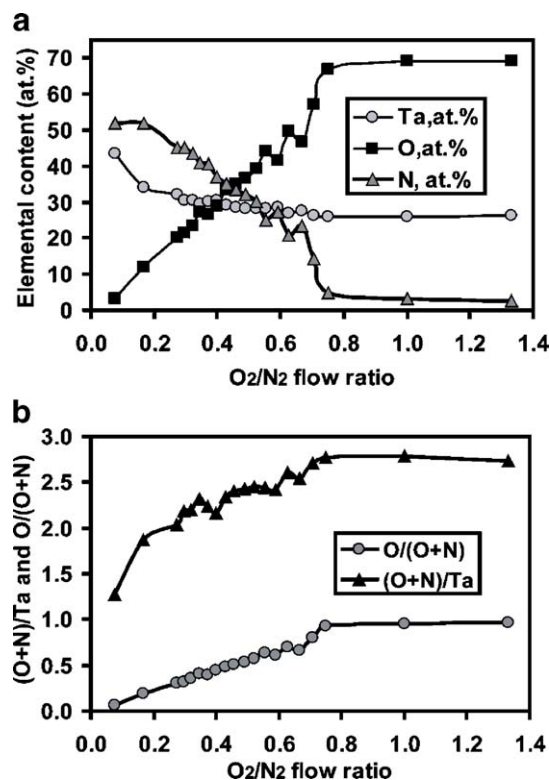 a
Elemental content (at.%)
70
60
50
40
30
20
10
0
Ta,at.%
O,at.%
N, at.%
0.0 0.2 0.4 0.6 0.8 1.0 1.2 1.4
O2/N2 flow ratio
b
(O+N)/Ta and O/(O+N)
3.0
2.5
2.0
1.5
1.0
0.5
0.0
O/(O+N)
(O+N)/Ta
0.0 0.2 0.4 0.6 0.8 1.0 1.2 1.4
O2/N2 flow ratio